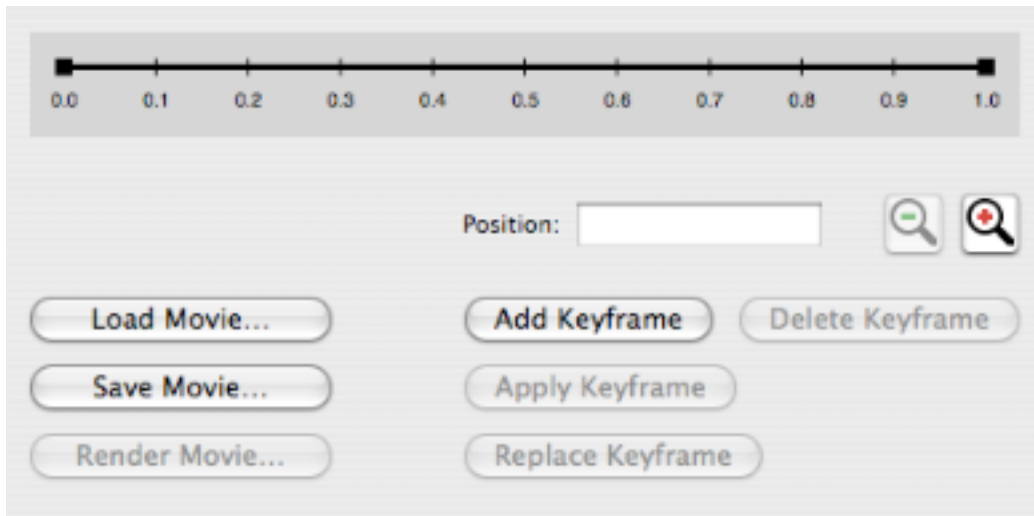 0.0 0.1 0.2 0.3 0.4 0.5 0.6 0.7 0.8 0.9 1.0
Position:
Load Movie... Add Keyframe Delete Keyframe
Save Movie... Apply Keyframe
Render Movie... Replace Keyframe